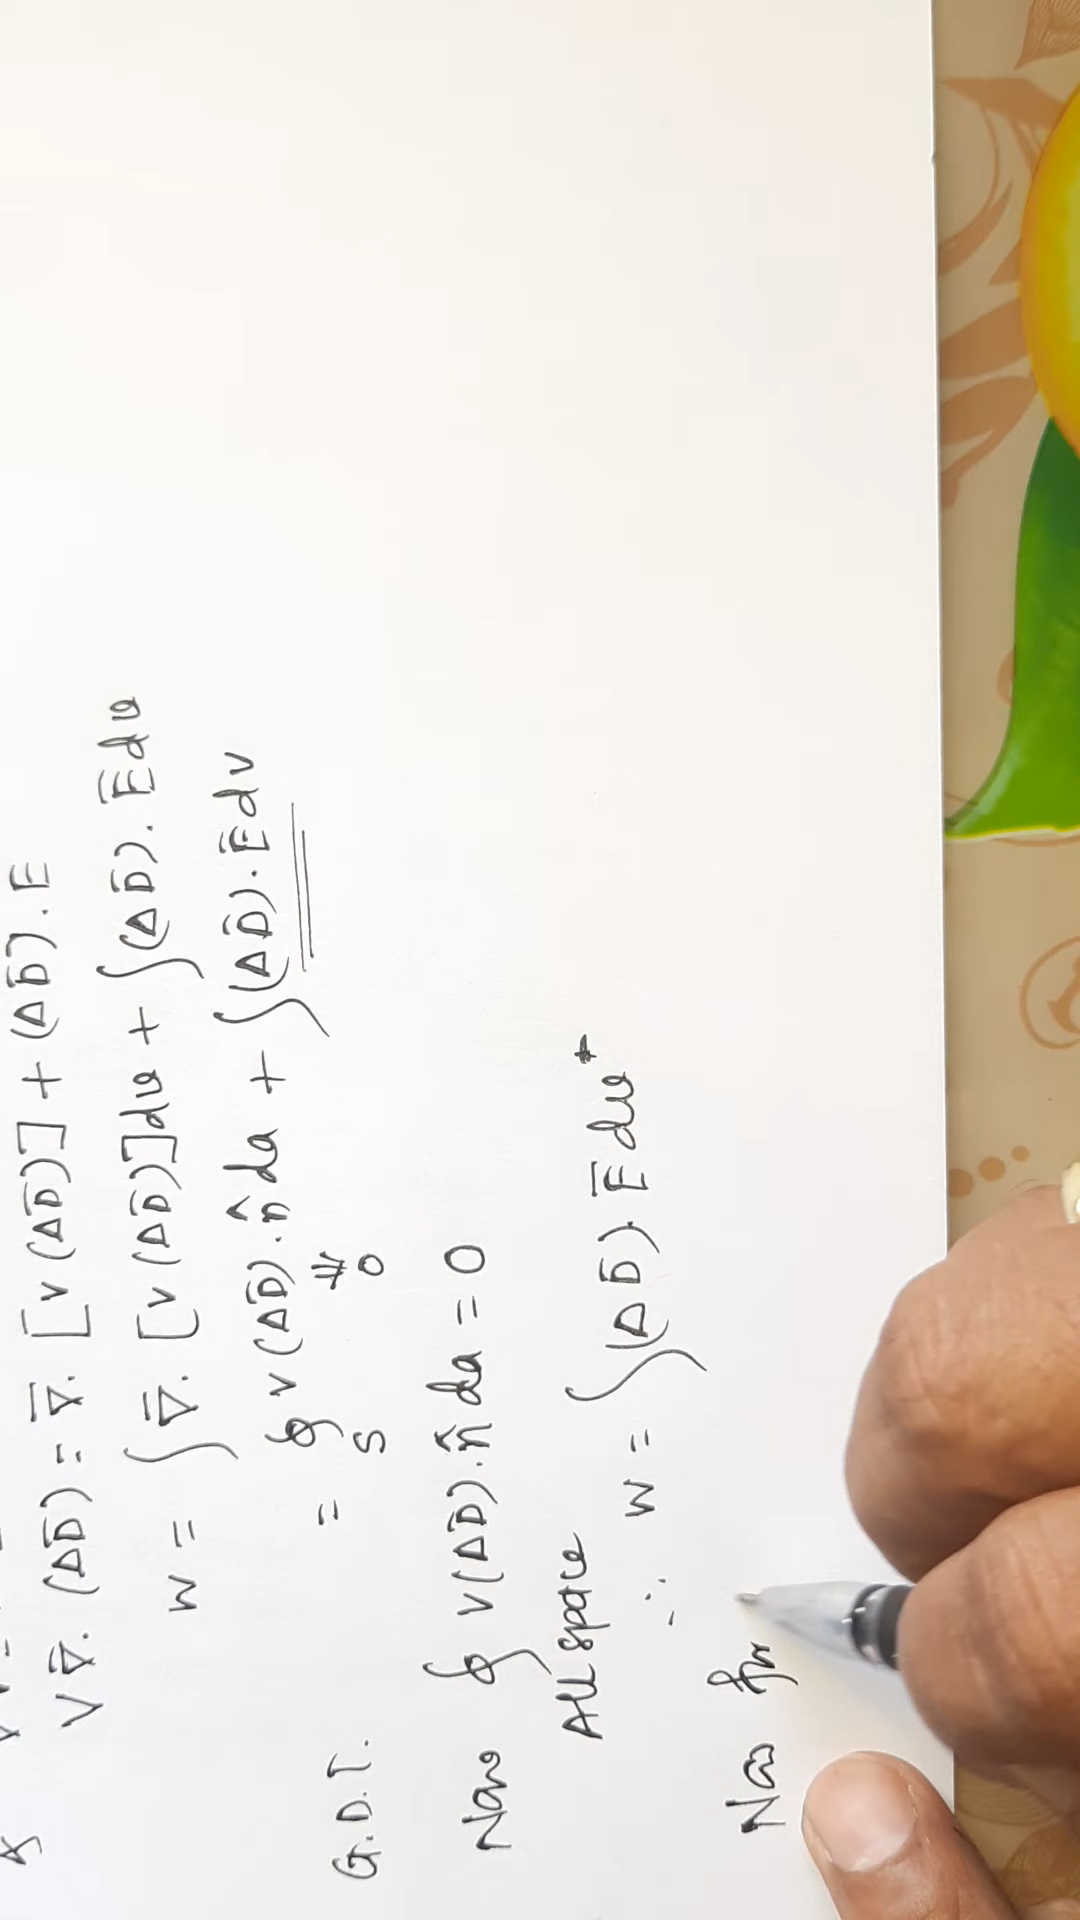 V ∇̄. (ΔD̄) = ∇̄. [V (ΔD̄)] + (ΔD̄). E
W = ∫ ∇̄. [V (ΔD̄)] dv + ∫ (ΔD̄). Ē dv
G.D.T. = ∮ V (ΔD̄). n̂ da + ∫ (ΔD̄). Ē dv
S ⇓
0
Now ∮ V (ΔD̄). n̂ da = 0
All space
∴ W = ∫ (ΔD̄). Ē dv
Now for